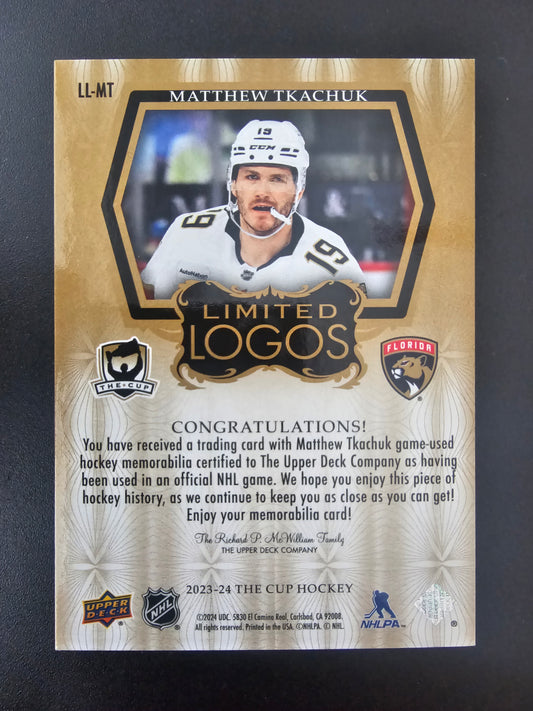 LL-MT
MATTHEW TKACHUK
19
CCM
19
19
AutoNation
LIMITED
LOGOS
THE CUP
FLORIDA
CONGRATULATIONS!
You have received a trading card with Matthew Tkachuk game-used
hockey memorabilia certified to The Upper Deck Company as having
been used in an official NHL game. We hope you enjoy this piece of
hockey history, as we continue to keep you as close as you can get!
Enjoy your memorabilia card!
The Richard P. McWilliam Family
THE UPPER DECK COMPANY
2023-24 THE CUP HOCKEY
UPPER
DECK
NHL
®
©2024 UDC. 5830 El Camino Real, Carlsbad, CA 92008.
All rights reserved. Printed in the USA. ©NHLPA. © NHL.
NHLPA
®